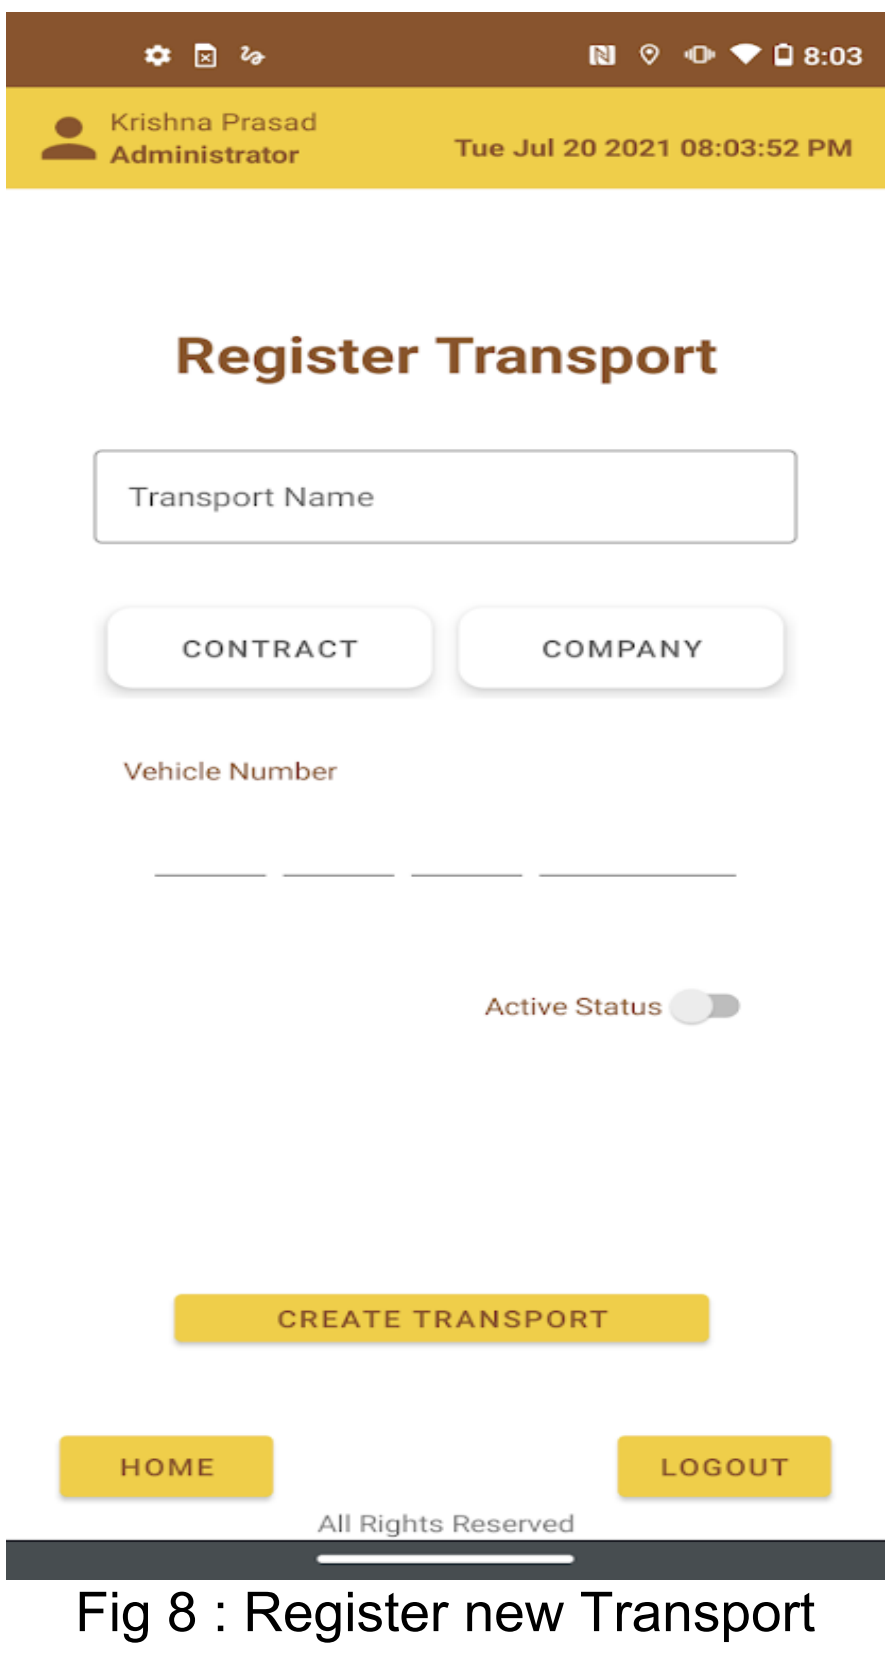 8:03
Krishna Prasad
Administrator
Tue Jul 20 2021 08:03:52 PM
Register Transport
Transport Name
CONTRACT COMPANY
Vehicle Number
Active Status
CREATE TRANSPORT
HOME LOGOUT
All Rights Reserved
Fig 8 : Register new Transport